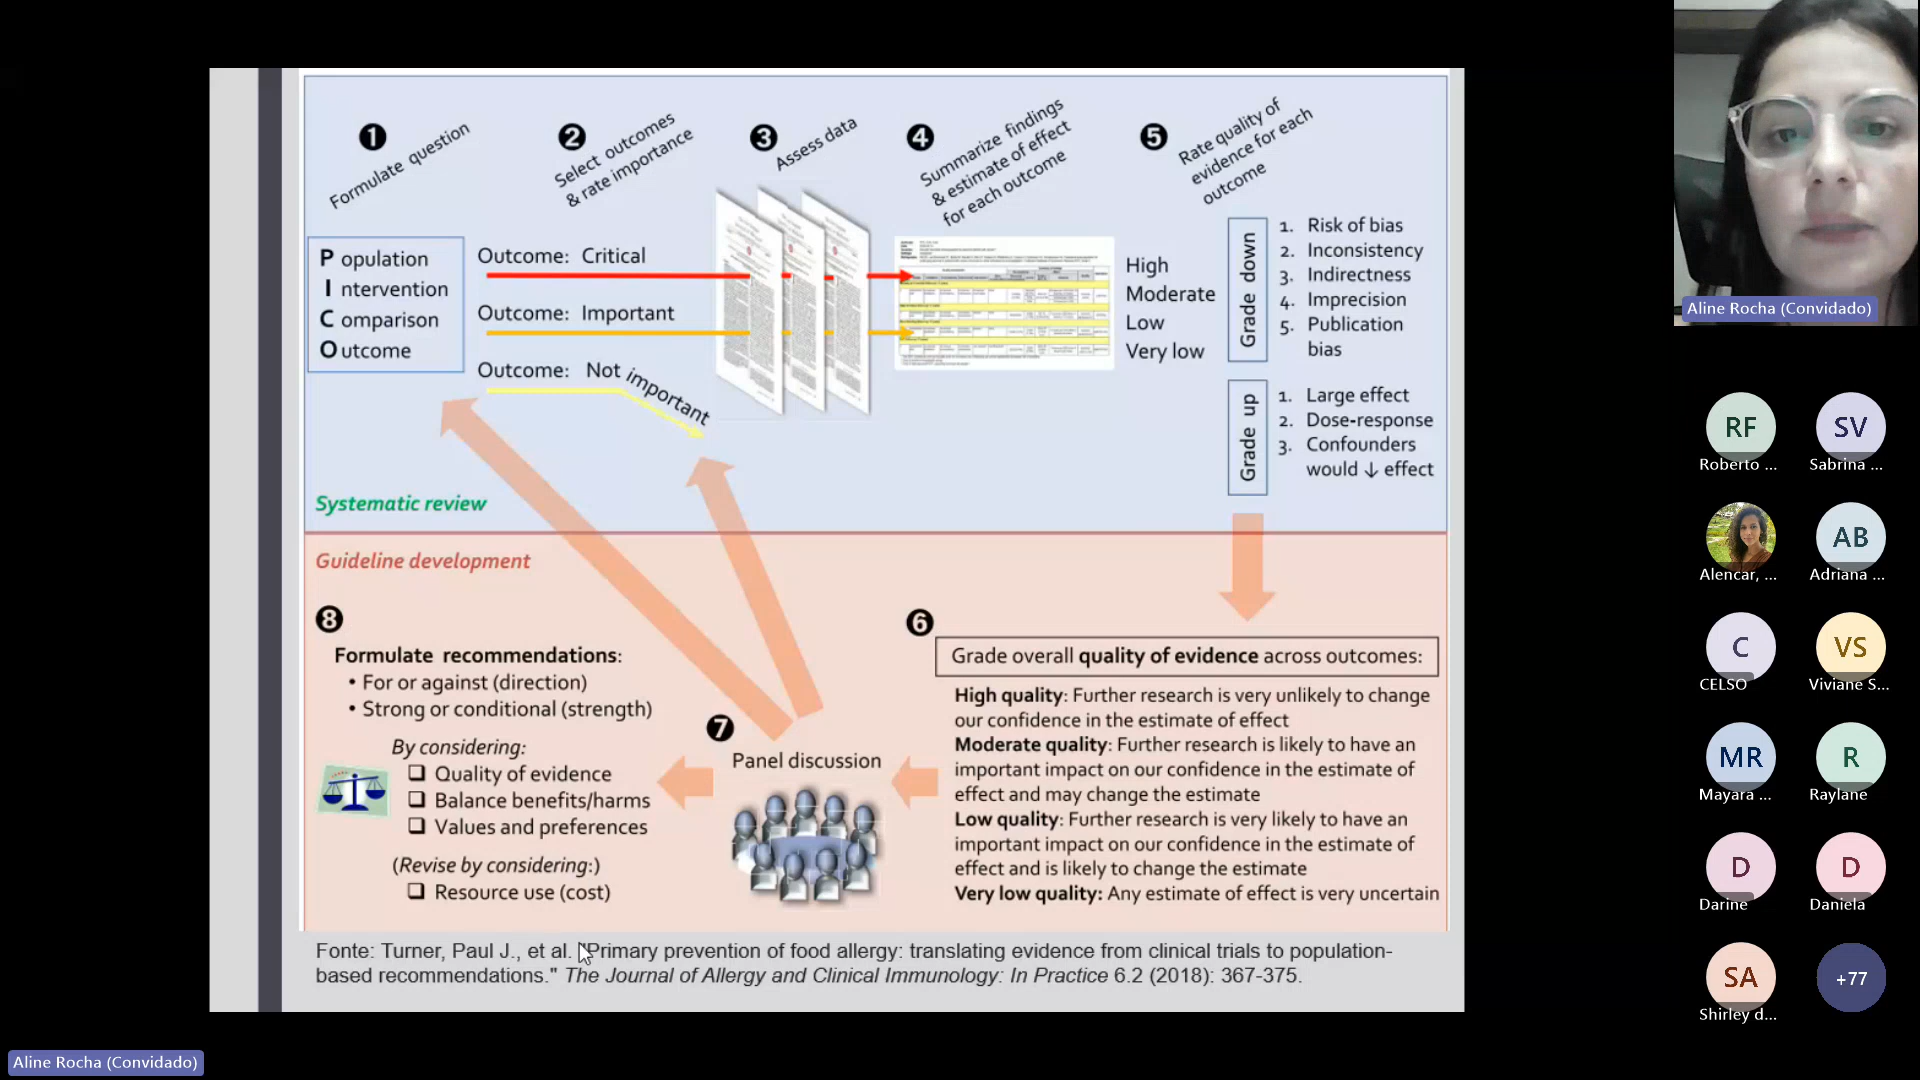 ❶ Formulate question
❷ Select outcomes
& rate importance
❸ Assess data
❹ Summarize findings
& estimate of effect
for each outcome
❺ Rate quality of
evidence for each
outcome
P opulation
I ntervention
C omparison
O utcome
Outcome: Critical
Outcome: Important
Outcome: Not important
High
Moderate
Low
Very low
Grade down
1. Risk of bias
2. Inconsistency
3. Indirectness
4. Imprecision
5. Publication
bias
Grade up
1. Large effect
2. Dose-response
3. Confounders
would ↓ effect
Systematic review
Guideline development
❻
Grade overall quality of evidence across outcomes:
High quality: Further research is very unlikely to change
our confidence in the estimate of effect
Moderate quality: Further research is likely to have an
important impact on our confidence in the estimate of
effect and may change the estimate
Low quality: Further research is very likely to have an
important impact on our confidence in the estimate of
effect and is likely to change the estimate
Very low quality: Any estimate of effect is very uncertain
❼
Panel discussion
❽
Formulate recommendations:
• For or against (direction)
• Strong or conditional (strength)
By considering:
❑ Quality of evidence
❑ Balance benefits/harms
❑ Values and preferences
(Revise by considering:)
❑ Resource use (cost)
Fonte: Turner, Paul J., et al. "Primary prevention of food allergy: translating evidence from clinical trials to population-
based recommendations." The Journal of Allergy and Clinical Immunology: In Practice 6.2 (2018): 367-375.
Aline Rocha (Convidado)
RF
Roberto ...
SV
Sabrina ...
Alencar, ...
AB
Adriana ...
C
CELSO
VS
Viviane S...
MR
Mayara ...
R
Raylane
D
Darine
D
Daniela
SA
Shirley d...
+77
Aline Rocha (Convidado)